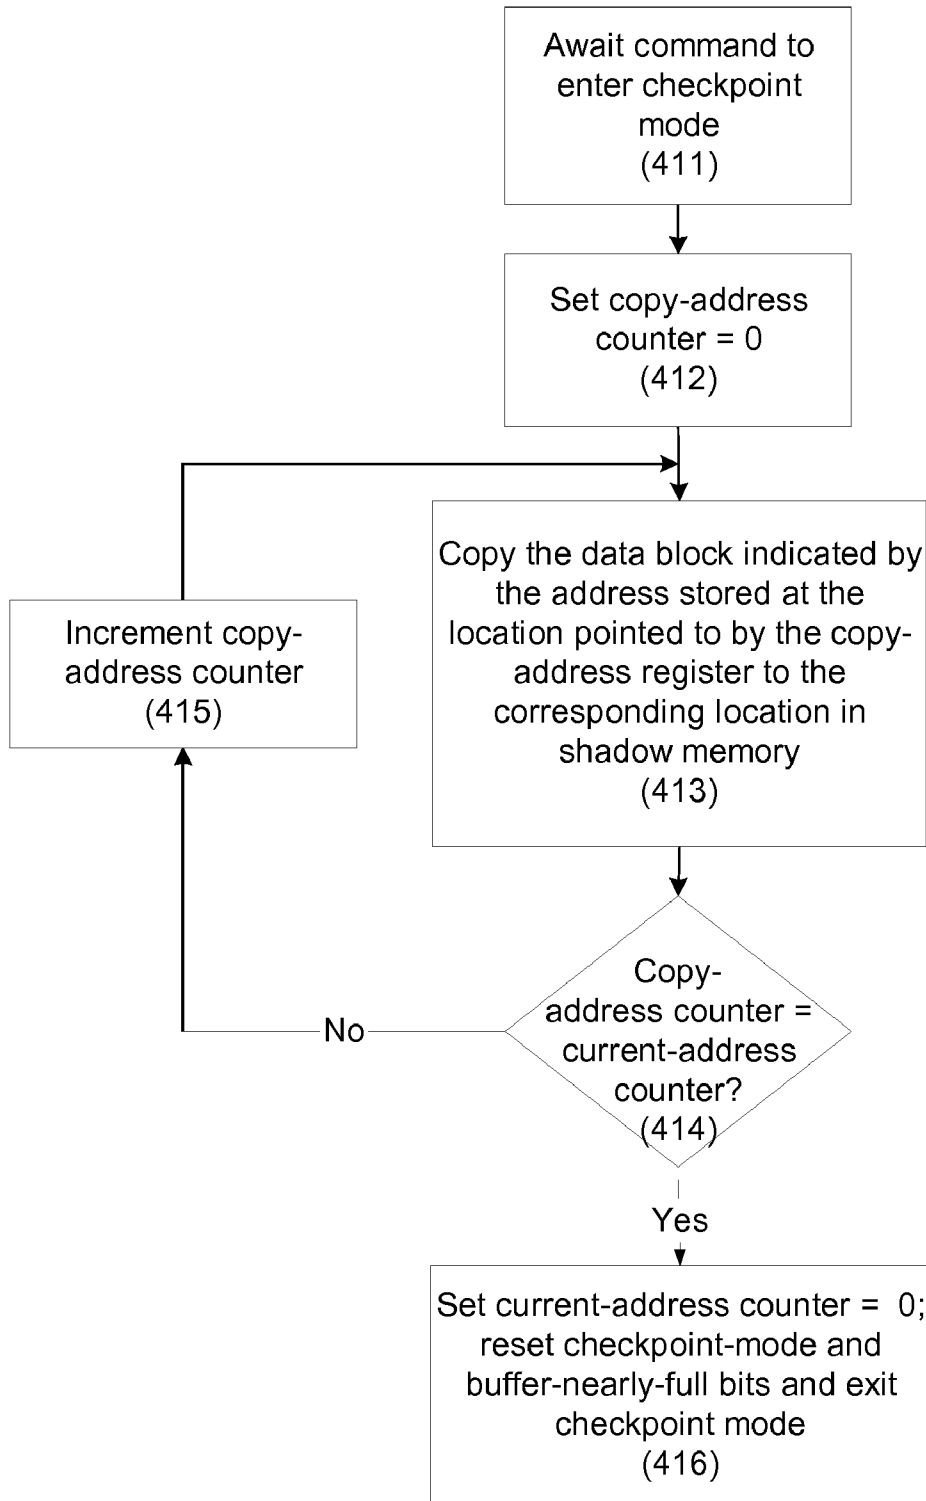 Await command to
enter checkpoint
mode
(411)
Set copy-address
counter = 0
(412)
Copy the data block indicated by
the address stored at the
location pointed to by the copy-
address register to the
corresponding location in
shadow memory
(413)
Increment copy-
address counter
(415)
Copy-
address counter =
current-address
counter?
(414)
No
Yes
Set current-address counter =  0;
reset checkpoint-mode and
buffer-nearly-full bits and exit
checkpoint mode
(416)